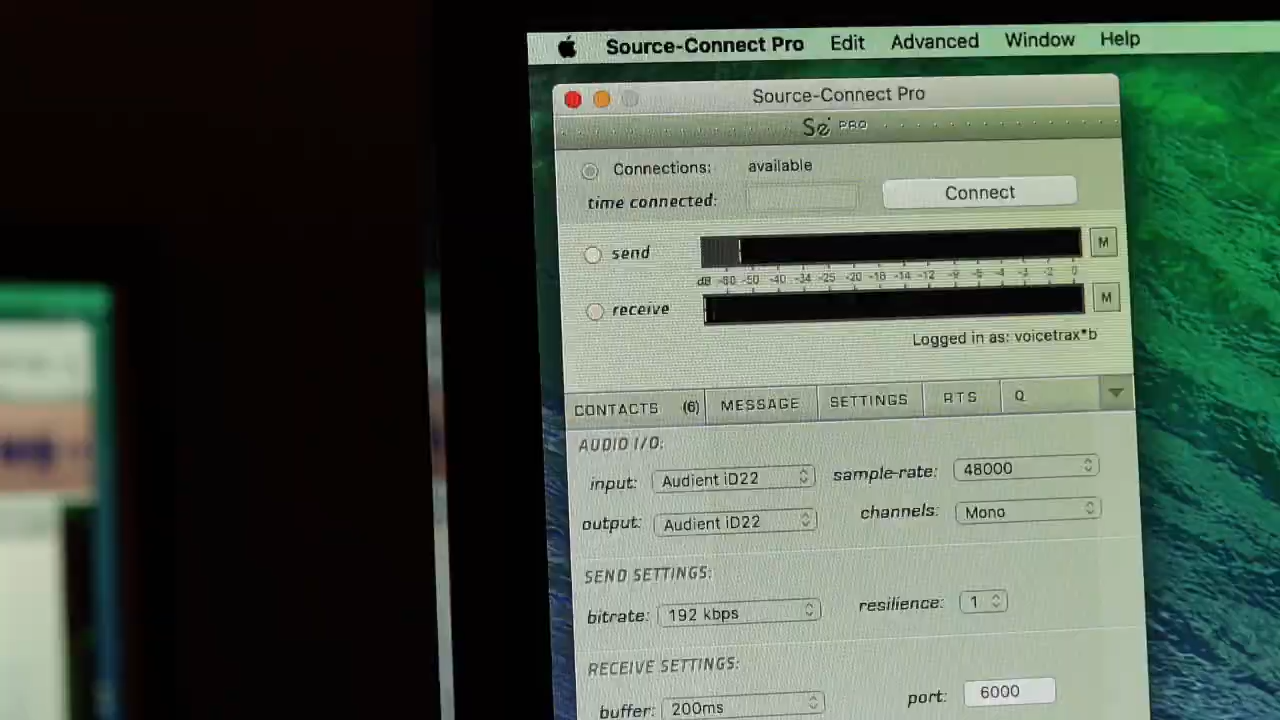 Source-Connect Pro Edit Advanced Window Help
Source-Connect Pro
PRO
Connections: available
time connected: Connect
send M
dB -60 -50 -40 -34 -25 -20 -16 -14 -12 -2 0
receive M
Logged in as: voicetrax*b
CONTACTS (6) MESSAGE SETTINGS RTS Q
AUDIO I/O:
input: Audient iD22 sample-rate: 48000
output: Audient iD22 channels: Mono
SEND SETTINGS:
bitrate: 192 kbps resilience: 1
RECEIVE SETTINGS:
buffer: 200ms port: 6000